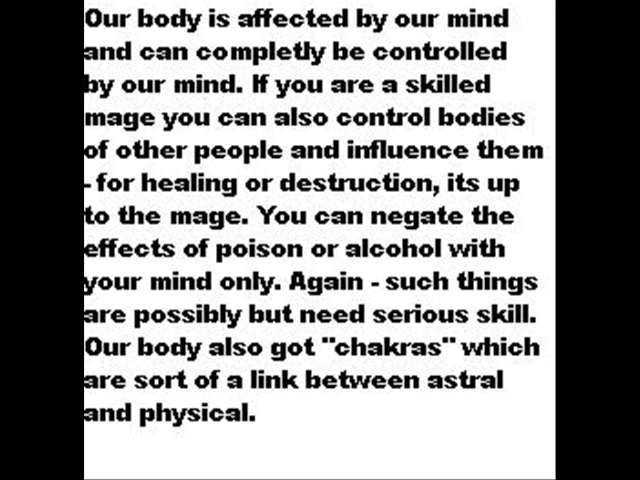 Our body is affected by our mind
and can completly be controlled
by our mind. If you are a skilled
mage you can also control bodies
of other people and influence them
- for healing or destruction, its up
to the mage. You can negate the
effects of poison or alcohol with
your mind only. Again - such things
are possibly but need serious skill.
Our body also got "chakras" which
are sort of a link between astral
and physical.